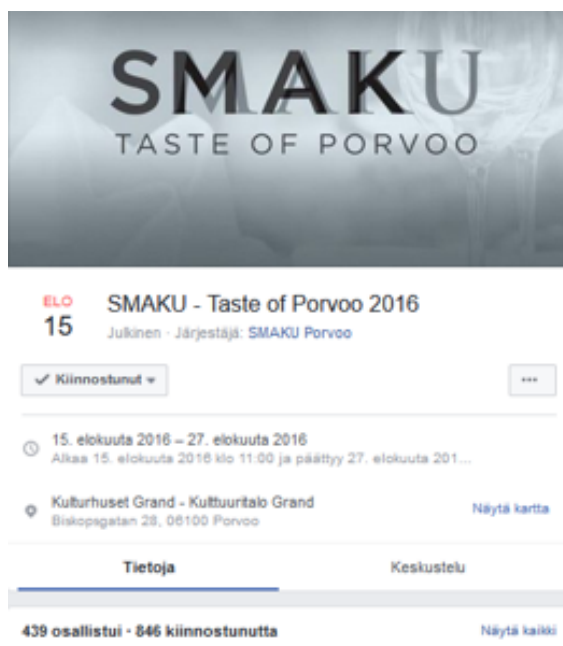 SMAKU
TASTE OF PORVOO
ELO
15
SMAKU - Taste of Porvoo 2016
Julkinen · Järjestäjä: SMAKU Porvoo
Kiinnostunut
15. elokuuta 2016 – 27. elokuuta 2016
Alkaa 15. elokuuta 2016 klo 11:00 ja päättyy 27. elokuuta 201...
Kulturhuset Grand - Kulttuuritalo Grand
Näytä kartta
Biskopsgatan 28, 06100 Porvoo
Tietoja
Keskustelu
439 osallistui · 846 kiinnostunutta
Näytä kaikki